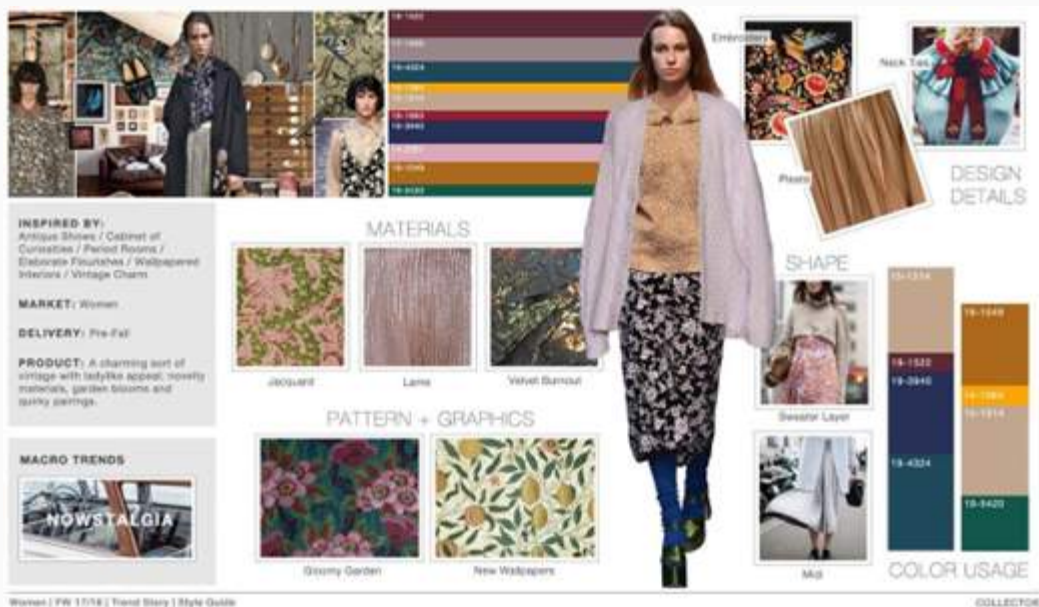 Embroidery
Neck Ties
Pleats
DESIGN
DETAILS
INSPIRED BY:
Antique Shows / Cabinet of
Curiosities / Period Rooms /
Elaborate Flourishes / Wallpapered
Interiors / Vintage Charm
MARKET: Women
DELIVERY: Pre-Fall
PRODUCT: A charming sort of
vintage with ladylike appeal; novelty
materials, garden blooms and
quirky pairings.
MACRO TRENDS
NOWSTALGIA
MATERIALS
Jacquard
Lame
Velvet Burnout
PATTERN + GRAPHICS
Gloomy Garden
New Wallpapers
SHAPE
Sweater Layer
Midi
19-1522
19-3940
19-4324
COLOR USAGE
Women | FW 17/18 | Trend Story | Style Guide
COLLECTOR